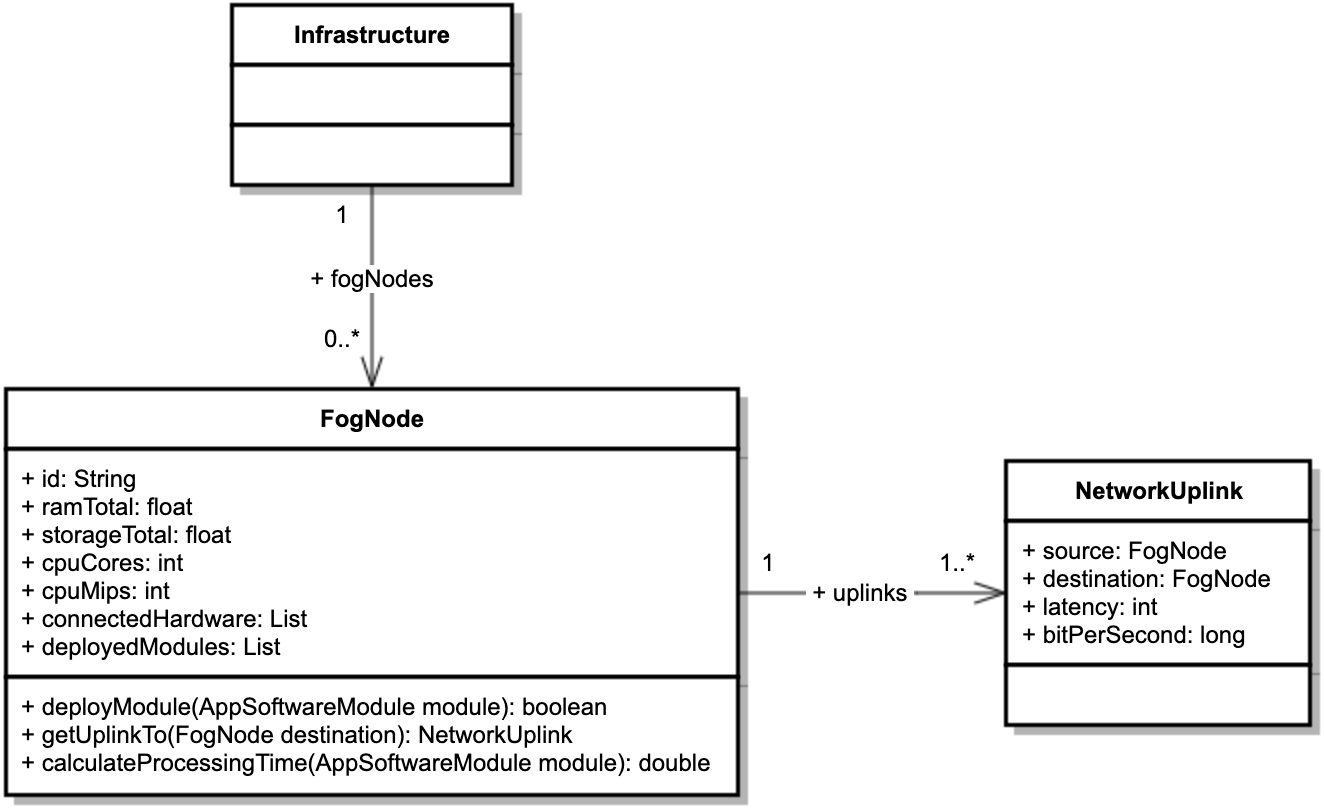 Infrastructure
1
+ fogNodes
0..*
FogNode
+ id: String
+ ramTotal: float
+ storageTotal: float
+ cpuCores: int
+ cpuMips: int
+ connectedHardware: List
+ deployedModules: List
+ deployModule(AppSoftwareModule module): boolean
+ getUplinkTo(FogNode destination): NetworkUplink
+ calculateProcessingTime(AppSoftwareModule module): double
1
+ uplinks
1..*
NetworkUplink
+ source: FogNode
+ destination: FogNode
+ latency: int
+ bitPerSecond: long